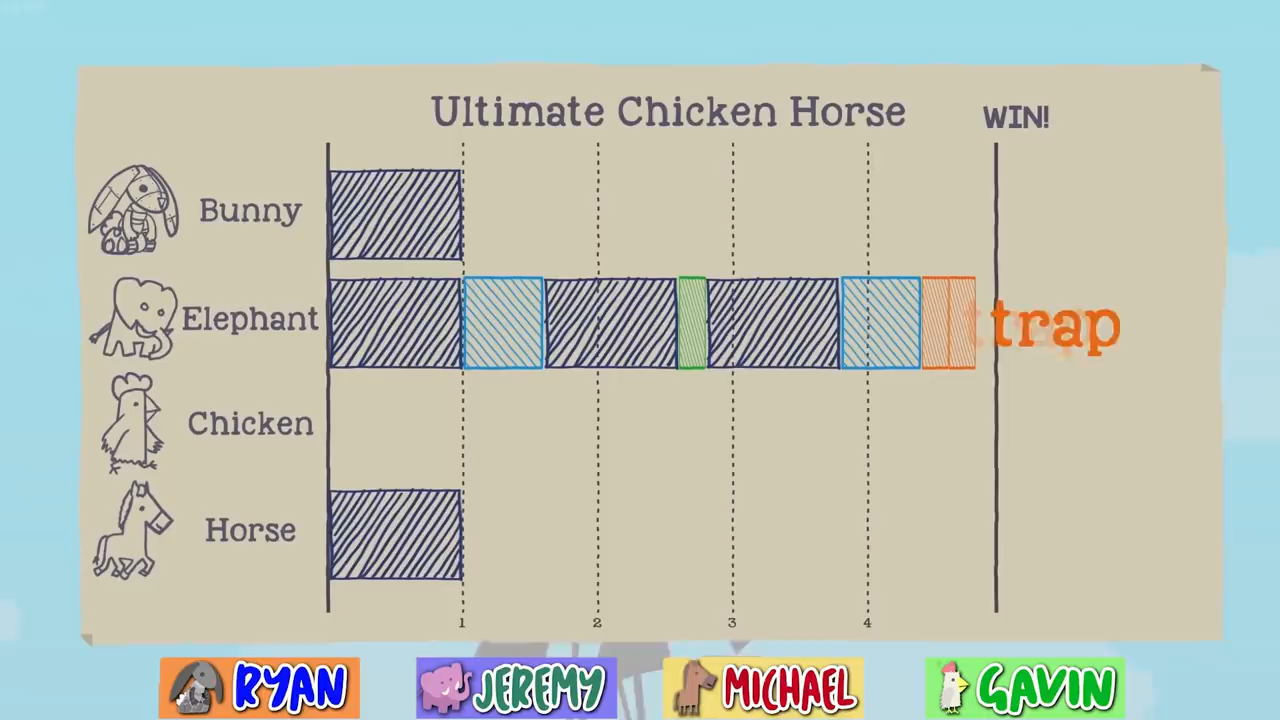 Ultimate Chicken Horse WIN!
Bunny
Elephant trap
Chicken
Horse
1 2 3 4
RYAN JEREMY MICHAEL GAVIN